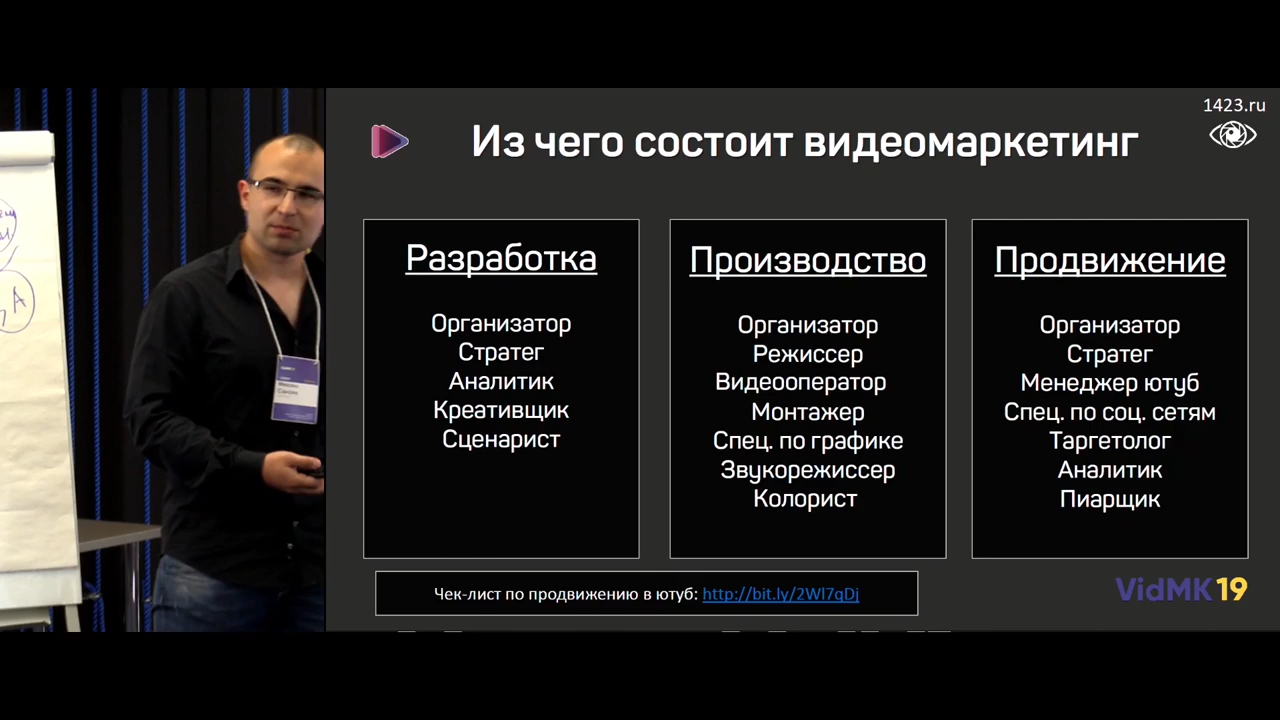 1423.ru
Из чего состоит видеомаркетинг
Разработка
Организатор
Стратег
Аналитик
Креативщик
Сценарист
Производство
Организатор
Режиссер
Видеооператор
Монтажер
Спец. по графике
Звукорежиссер
Колорист
Продвижение
Организатор
Стратег
Менеджер ютуб
Спец. по соц. сетям
Таргетолог
Аналитик
Пиарщик
Чек-лист по продвижению в ютуб: http://bit.ly/2Wl7qDj
VidMK19